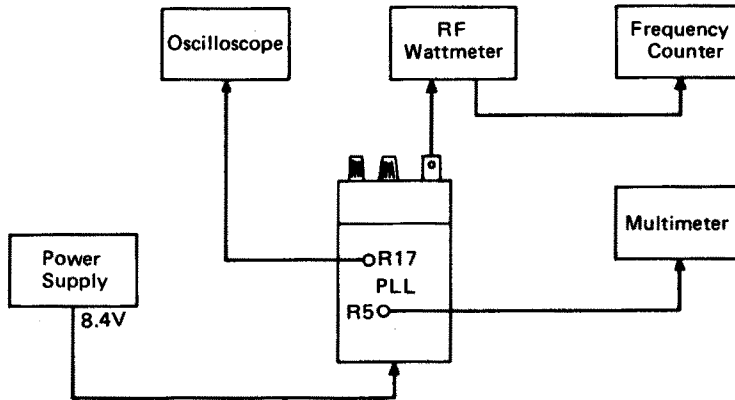 Oscilloscope
RF
Wattmeter
Frequency
Counter
Power
Supply
8.4V
R17
PLL
R5
Multimeter